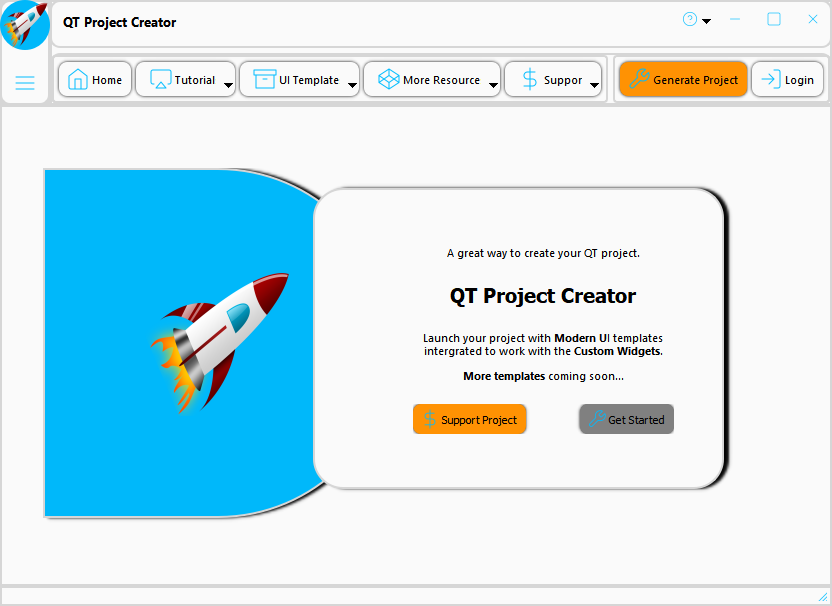 QT Project Creator
Home
Tutorial
UI Template
More Resource
Suppor
Generate Project
Login
A great way to create your QT project.
QT Project Creator
Launch your project with Modern UI templates
intergrated to work with the Custom Widgets.
More templates coming soon...
Support Project
Get Started